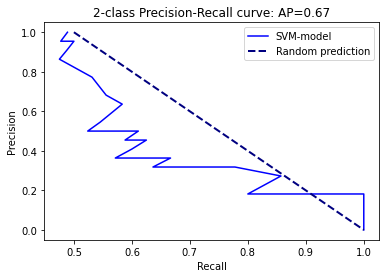 2-class Precision-Recall curve: AP=0.67
SVM-model
Random prediction
Precision
1.0
0.8
0.6
0.4
0.2
0.0
0.5
0.6
0.7
0.8
0.9
1.0
Recall